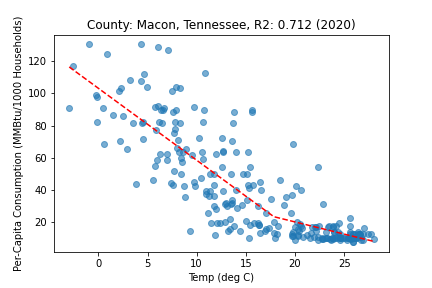 County: Macon, Tennessee, R2: 0.712 (2020)
Per-Capita Consumption (MMBtu/1000 Households)
120
100
80
60
40
20
0 5 10 15 20 25
Temp (deg C)